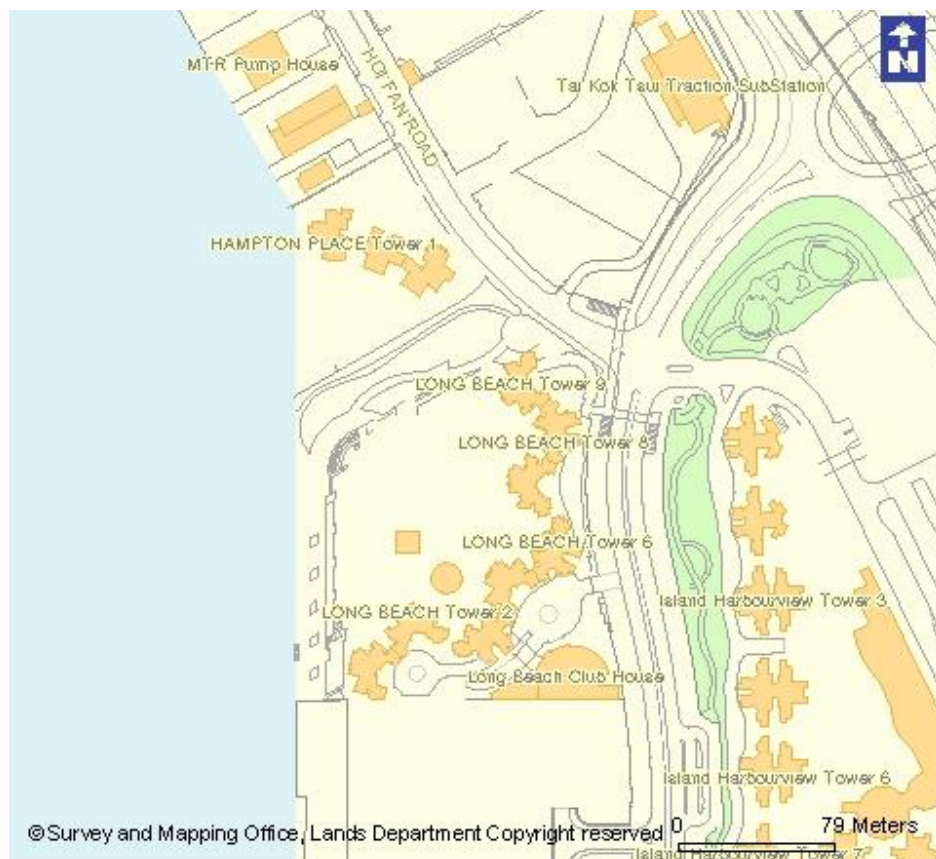 N
MTR Pump House
HOI FAN ROAD
Tai Kok Tsui Traction SubStation
HAMPTON PLACE Tower 1
LONG BEACH Tower 9
LONG BEACH Tower 8
LONG BEACH Tower 6
Island Harbourview Tower 3
LONG BEACH Tower 2
Long Beach Club House
Island Harbourview Tower 6
©Survey and Mapping Office, Lands Department Copyright reserved
0
79 Meters
Island Harbourview Tower 7